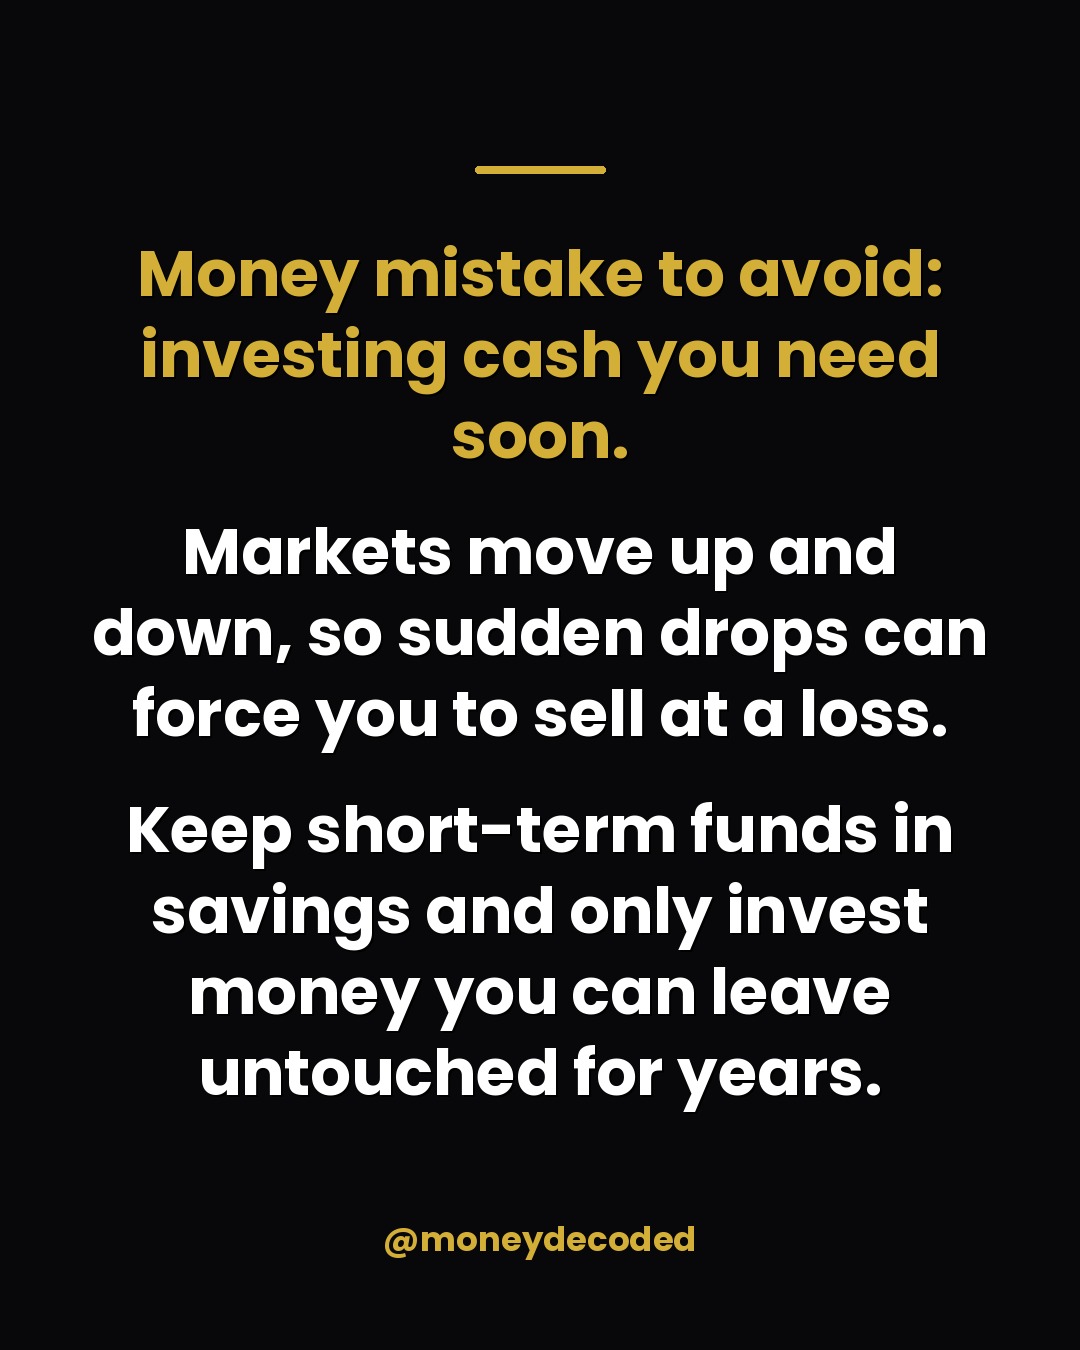 Money mistake to avoid:
investing cash you need
soon.
Markets move up and
down, so sudden drops can
force you to sell at a loss.
Keep short-term funds in
savings and only invest
money you can leave
untouched for years.
@moneydecoded